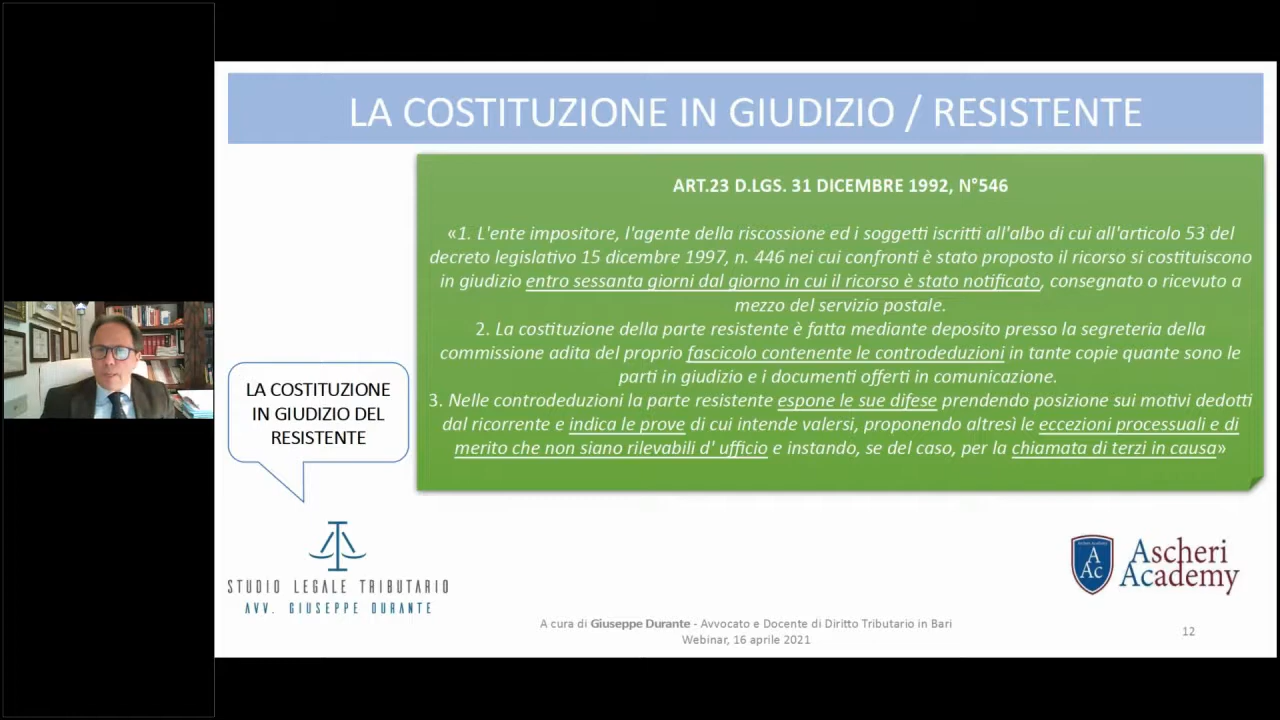 LA COSTITUZIONE IN GIUDIZIO / RESISTENTE
ART.23 D.LGS. 31 DICEMBRE 1992, N°546
«1. L'ente impositore, l'agente della riscossione ed i soggetti iscritti all'albo di cui all'articolo 53 del
decreto legislativo 15 dicembre 1997, n. 446 nei cui confronti è stato proposto il ricorso si costituiscono
in giudizio entro sessanta giorni dal giorno in cui il ricorso è stato notificato, consegnato o ricevuto a
mezzo del servizio postale.
2. La costituzione della parte resistente è fatta mediante deposito presso la segreteria della
commissione adita del proprio fascicolo contenente le controdeduzioni in tante copie quante sono le
parti in giudizio e i documenti offerti in comunicazione.
3. Nelle controdeduzioni la parte resistente espone le sue difese prendendo posizione sui motivi dedotti
dal ricorrente e indica le prove di cui intende valersi, proponendo altresì le eccezioni processuali e di
merito che non siano rilevabili d' ufficio e instando, se del caso, per la chiamata di terzi in causa»
LA COSTITUZIONE
IN GIUDIZIO DEL
RESISTENTE
STUDIO LEGALE TRIBUTARIO
AVV. GIUSEPPE DURANTE
A
Ac
Ascheri
Academy
A cura di Giuseppe Durante - Avvocato e Docente di Diritto Tributario in Bari
Webinar, 16 aprile 2021
12